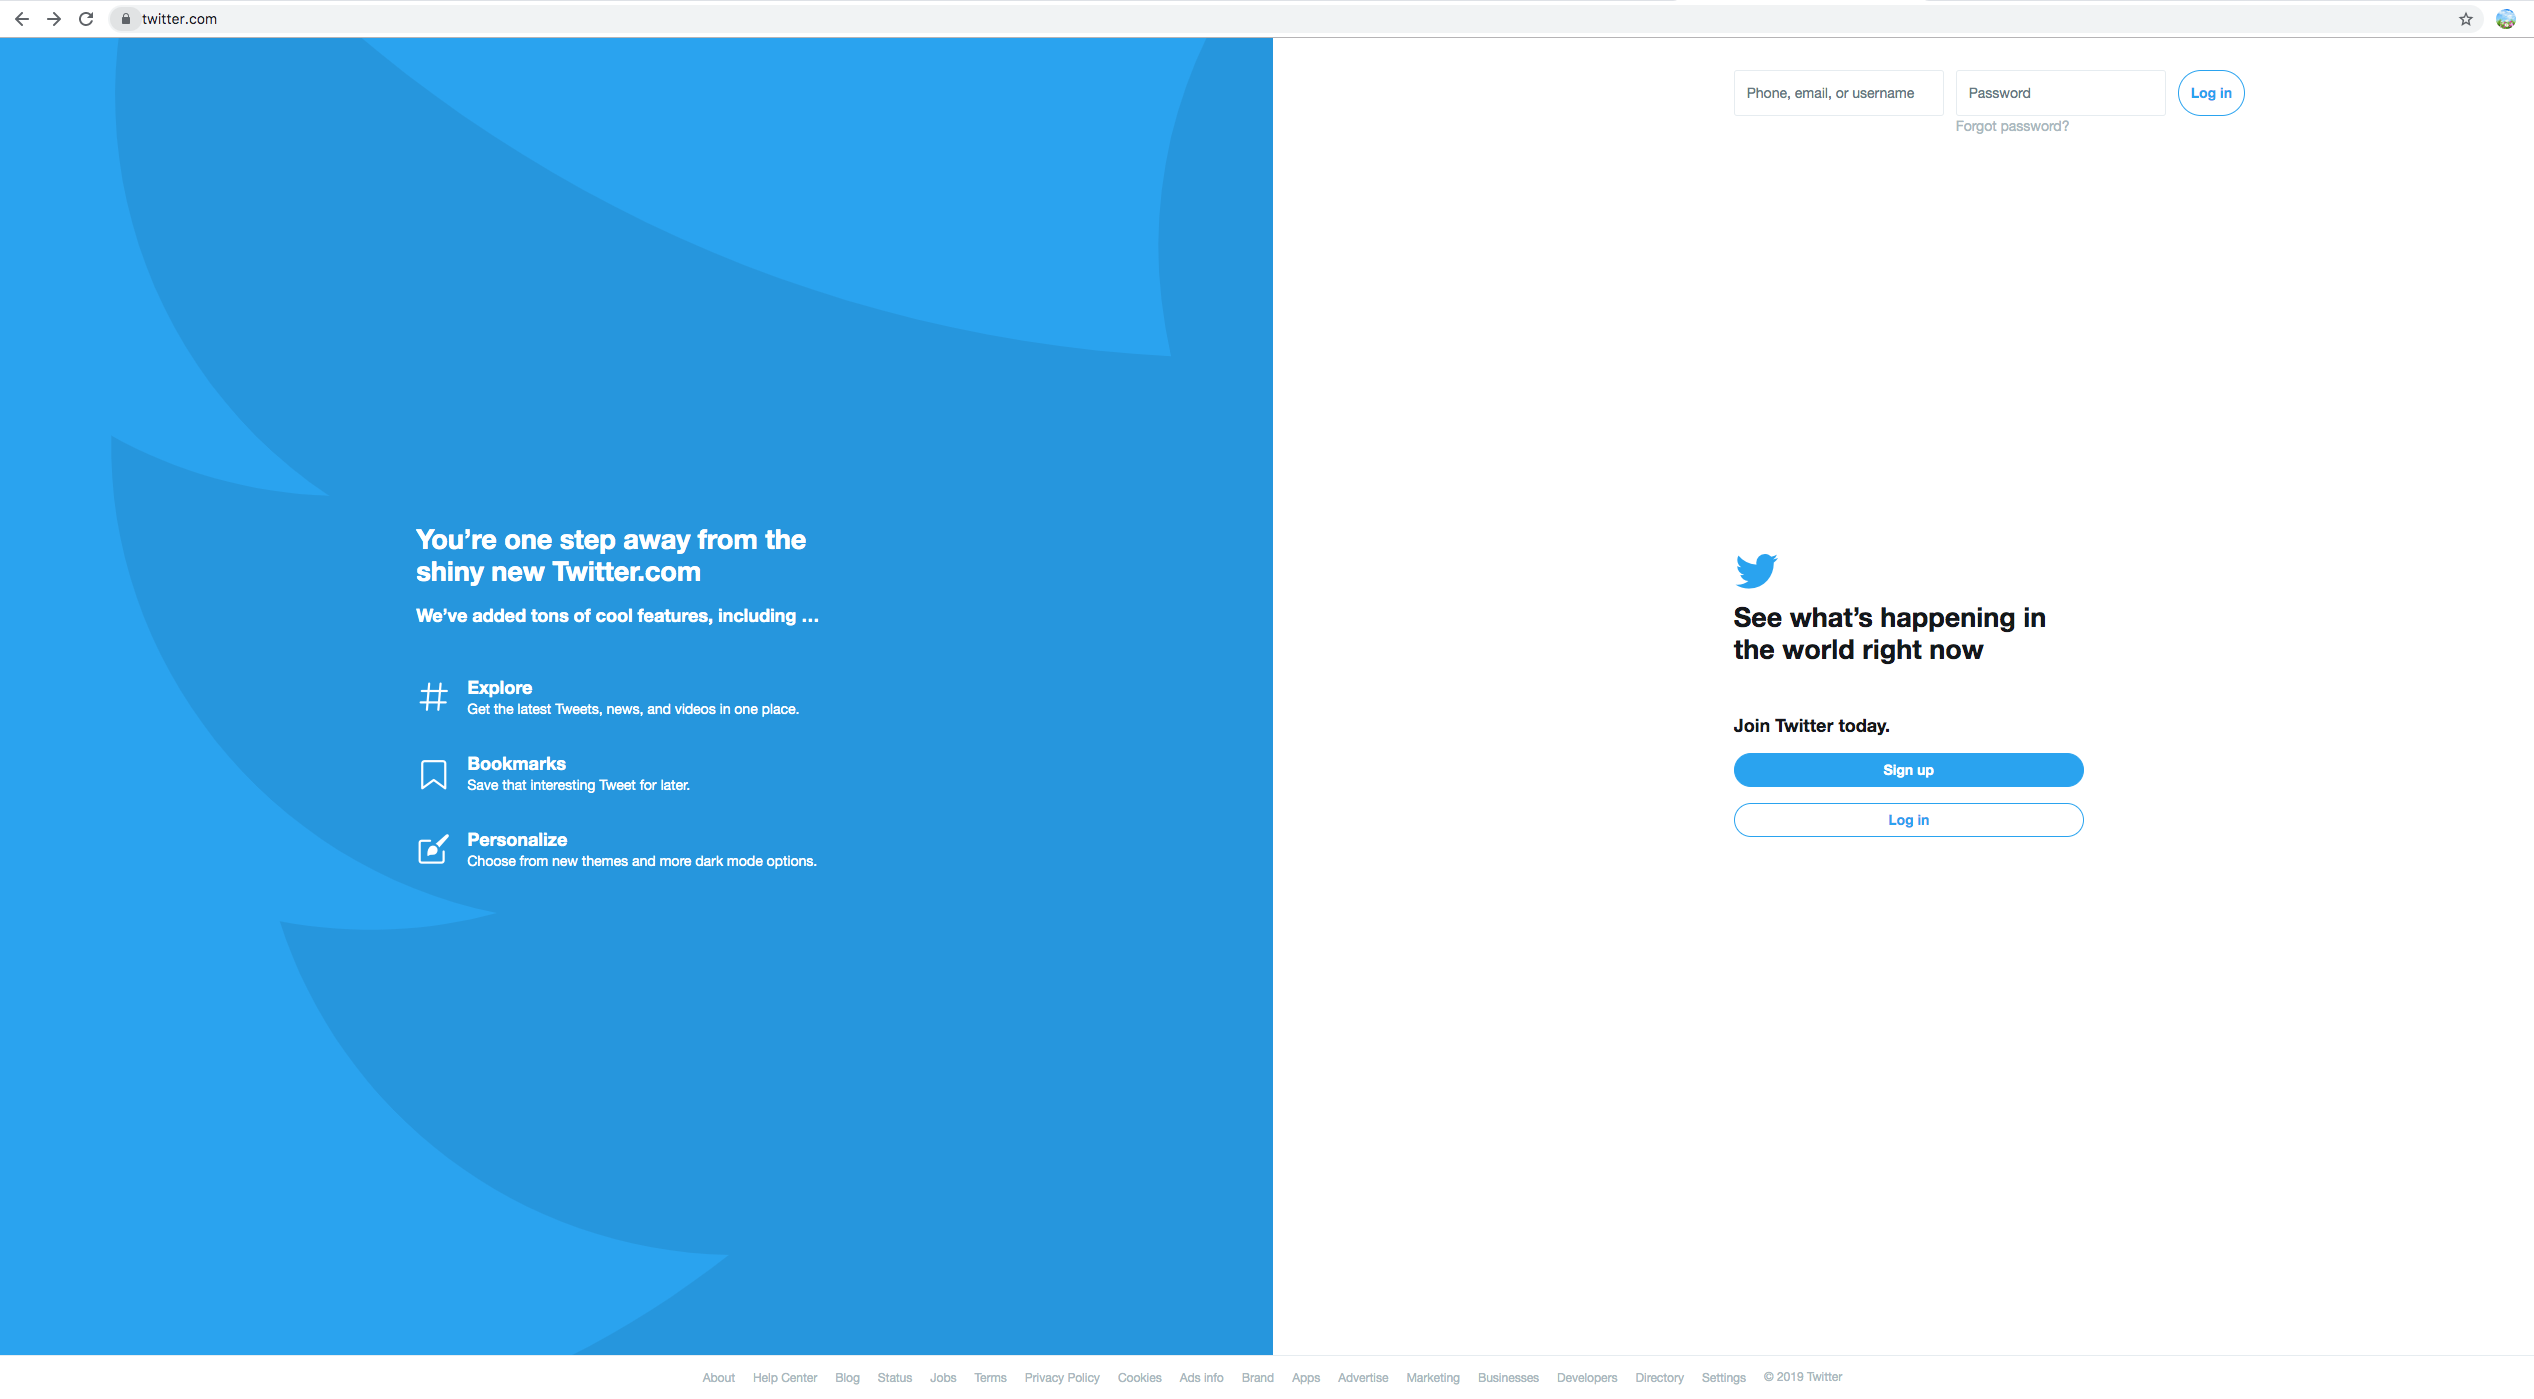 twitter.com
Phone, email, or username
Password
Log in
Forgot password?
You’re one step away from the
shiny new Twitter.com
We’ve added tons of cool features, including …
Explore
Get the latest Tweets, news, and videos in one place.
Bookmarks
Save that interesting Tweet for later.
Personalize
Choose from new themes and more dark mode options.
See what’s happening in
the world right now
Join Twitter today.
Sign up
Log in
About Help Center Blog Status Jobs Terms Privacy Policy Cookies Ads info Brand Apps Advertise Marketing Businesses Developers Directory Settings © 2019 Twitter